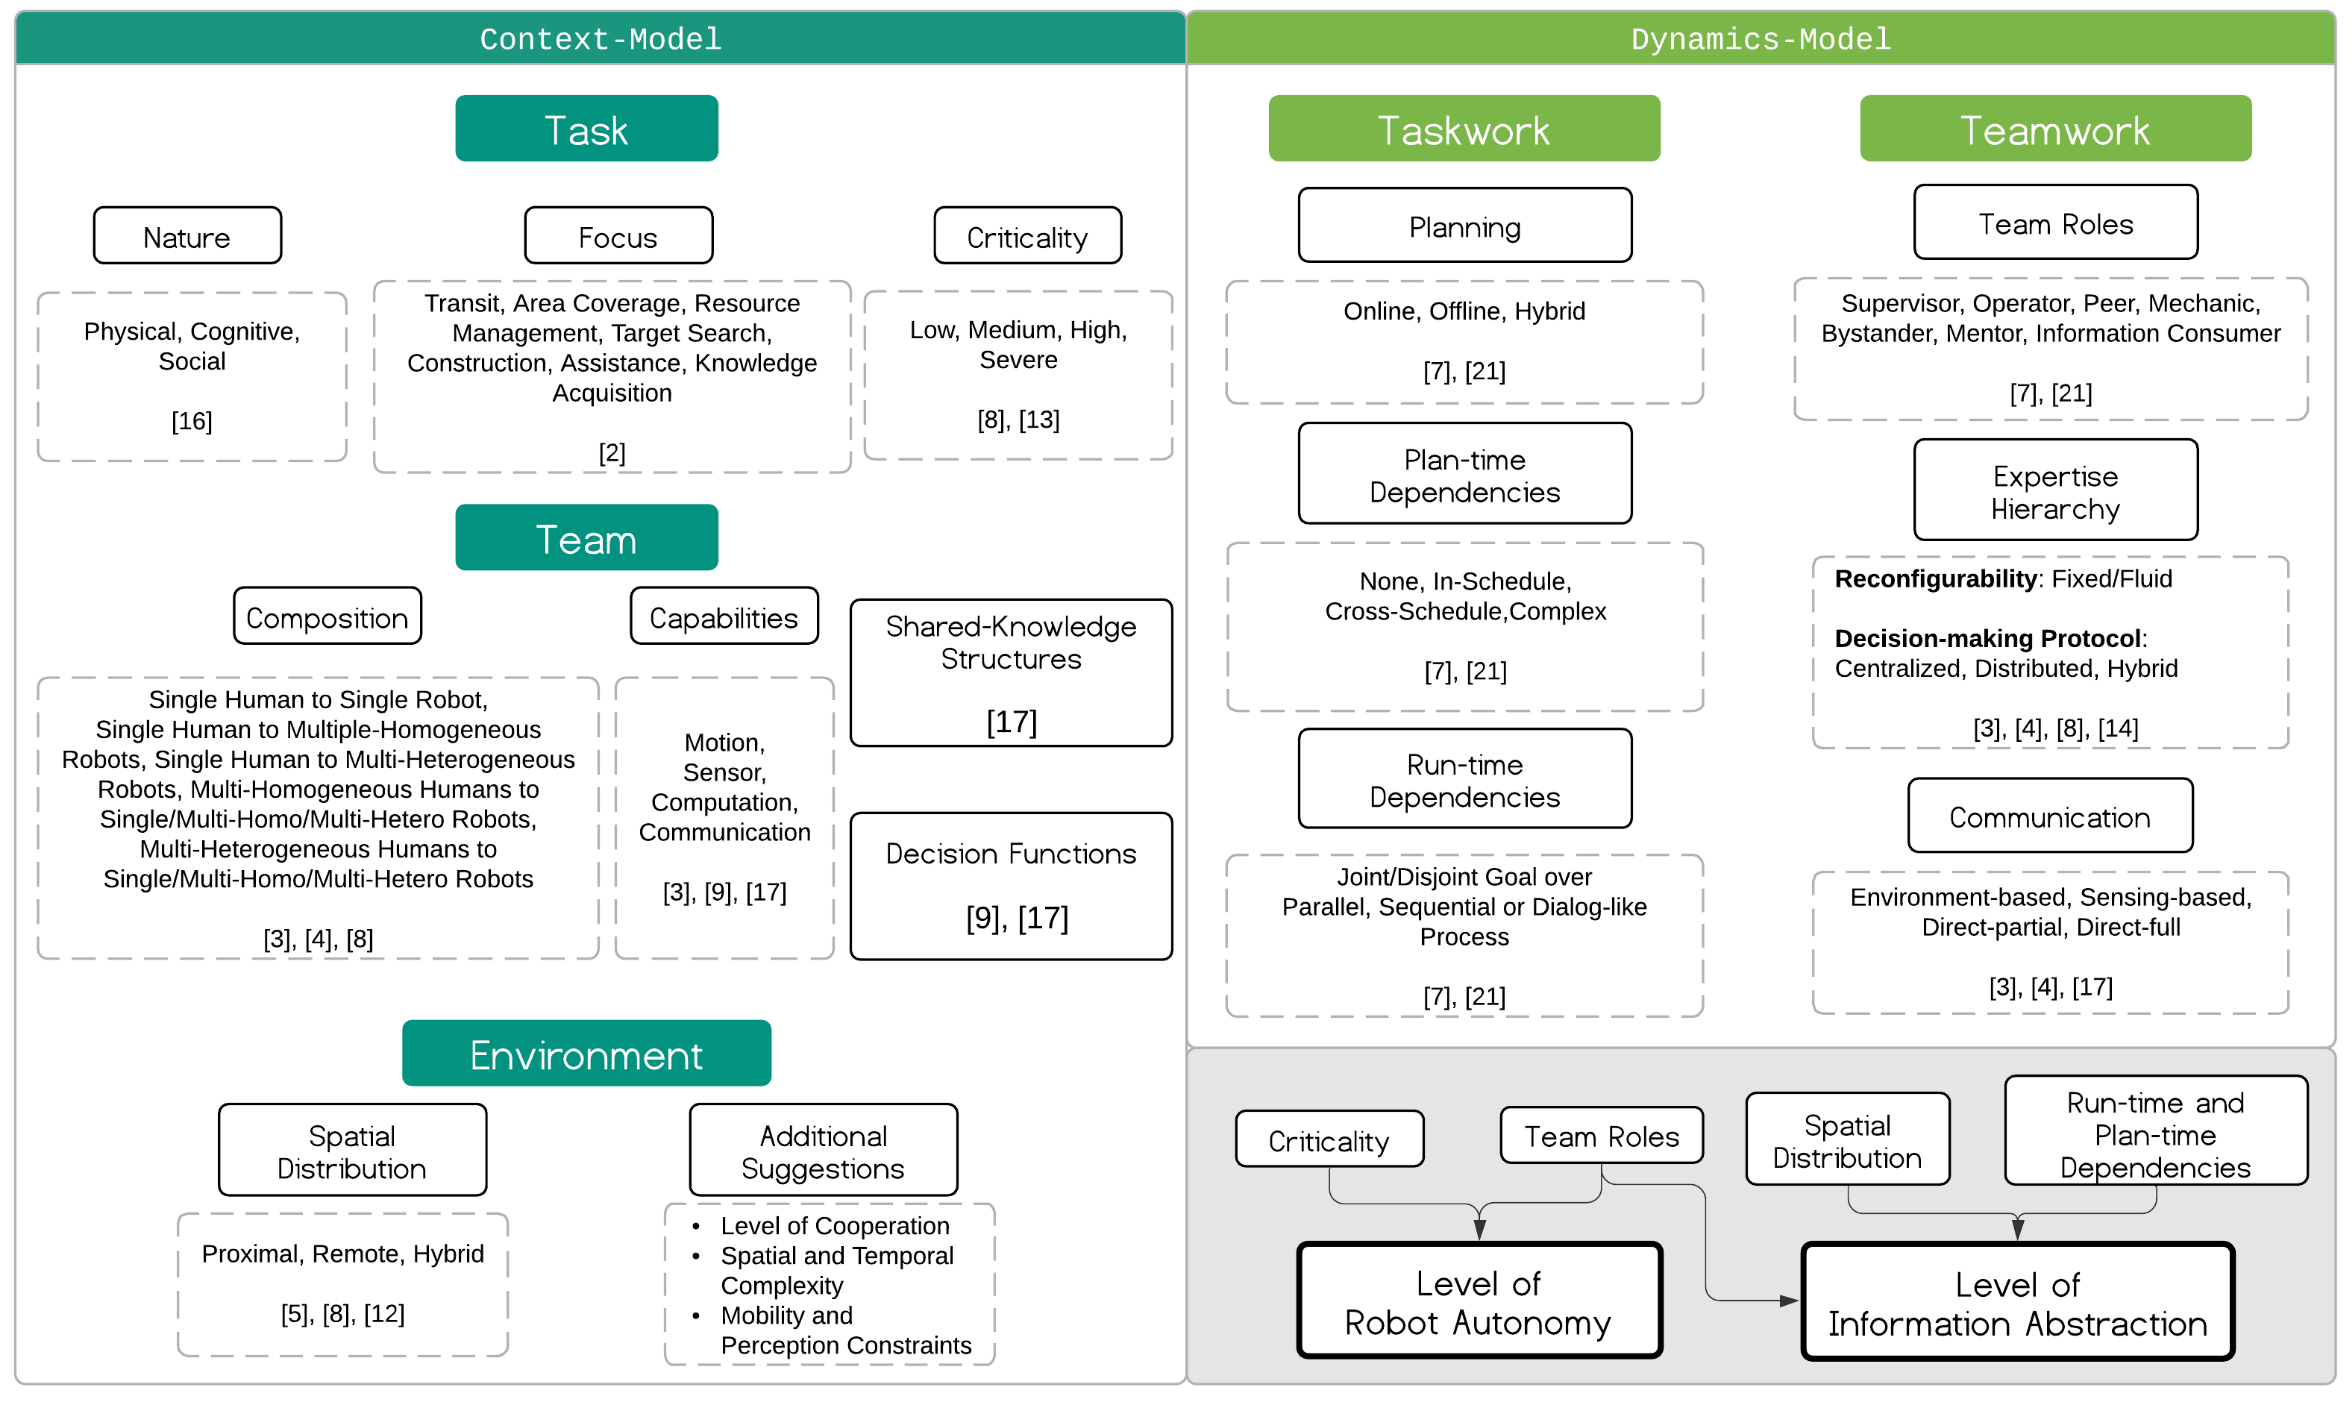 Context-Model
Task
Nature
Physical, Cognitive,
Social
[16]
Focus
Transit, Area Coverage, Resource
Management, Target Search,
Construction, Assistance, Knowledge
Acquisition
[2]
Criticality
Low, Medium, High,
Severe
[8], [13]
Team
Composition
Single Human to Single Robot,
Single Human to Multiple-Homogeneous
Robots, Single Human to Multi-Heterogeneous
Robots, Multi-Homogeneous Humans to
Single/Multi-Homo/Multi-Hetero Robots,
Multi-Heterogeneous Humans to
Single/Multi-Homo/Multi-Hetero Robots
[3], [4], [8]
Capabilities
Motion,
Sensor,
Computation,
Communication
[3], [9], [17]
Shared-Knowledge
Structures
[17]
Decision Functions
[9], [17]
Environment
Spatial
Distribution
Proximal, Remote, Hybrid
[5], [8], [12]
Additional
Suggestions
• Level of Cooperation
• Spatial and Temporal
Complexity
• Mobility and
Perception Constraints
Dynamics-Model
Taskwork
Planning
Online, Offline, Hybrid
[7], [21]
Plan-time
Dependencies
None, In-Schedule,
Cross-Schedule,Complex
[7], [21]
Run-time
Dependencies
Joint/Disjoint Goal over
Parallel, Sequential or Dialog-like
Process
[7], [21]
Teamwork
Team Roles
Supervisor, Operator, Peer, Mechanic,
Bystander, Mentor, Information Consumer
[7], [21]
Expertise
Hierarchy
Reconfigurability: Fixed/Fluid
Decision-making Protocol:
Centralized, Distributed, Hybrid
[3], [4], [8], [14]
Communication
Environment-based, Sensing-based,
Direct-partial, Direct-full
[3], [4], [17]
Criticality
Team Roles
Spatial
Distribution
Run-time and
Plan-time
Dependencies
Level of
Robot Autonomy
Level of
Information Abstraction